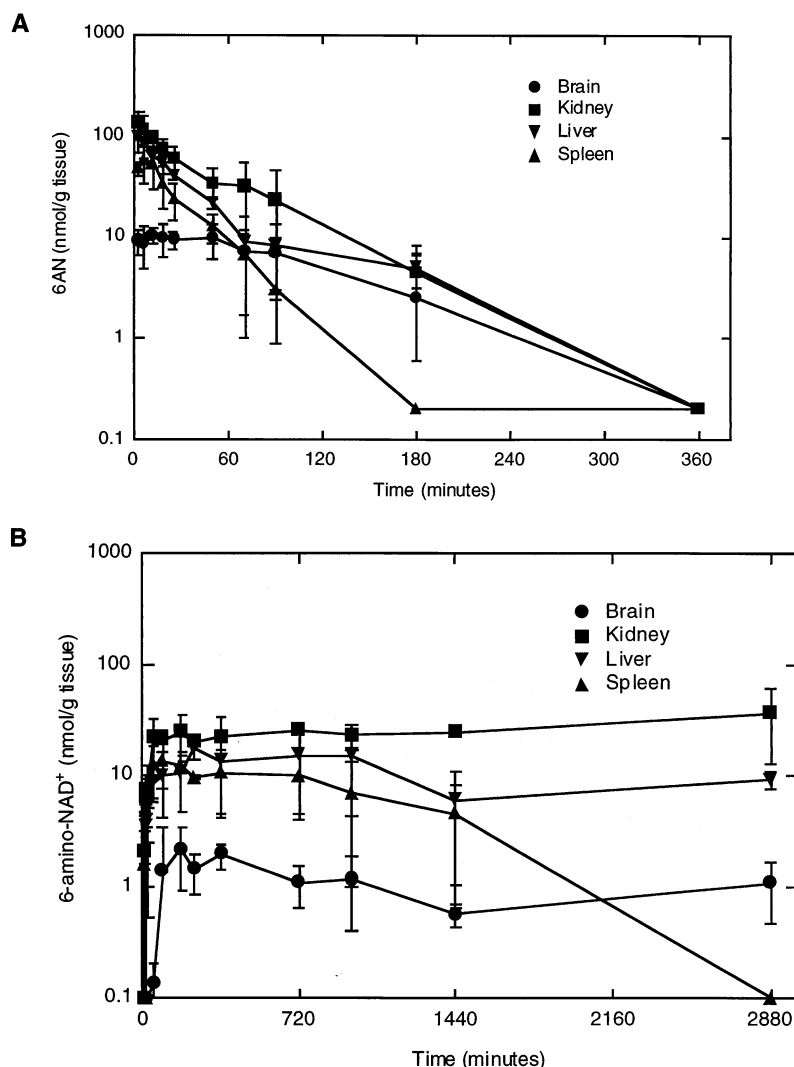 A
1000
100
10
1
0.1
6AN (nmol/g tissue)
Brain
Kidney
Liver
Spleen
0 60 120 180 240 300 360
Time (minutes)
B
1000
100
10
1
0.1
6-amino-NAD⁺ (nmol/g tissue)
Brain
Kidney
Liver
Spleen
0 720 1440 2160 2880
Time (minutes)